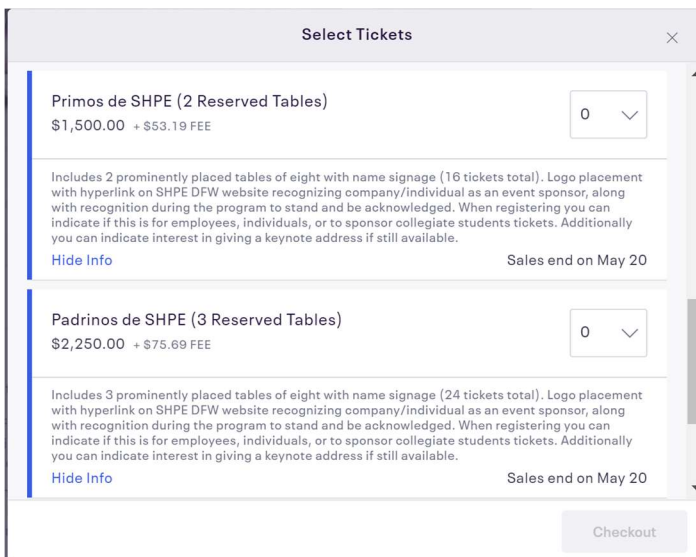 Select Tickets
Primos de SHPE (2 Reserved Tables)
$1,500.00 + $53.19 FEE
0
Includes 2 prominently placed tables of eight with name signage (16 tickets total). Logo placement
with hyperlink on SHPE DFW website recognizing company/individual as an event sponsor, along
with recognition during the program to stand and be acknowledged. When registering you can
indicate if this is for employees, individuals, or to sponsor collegiate students tickets. Additionally
you can indicate interest in giving a keynote address if still available.
Hide Info
Sales end on May 20
Padrinos de SHPE (3 Reserved Tables)
$2,250.00 + $75.69 FEE
0
Includes 3 prominently placed tables of eight with name signage (24 tickets total). Logo placement
with hyperlink on SHPE DFW website recognizing company/individual as an event sponsor, along
with recognition during the program to stand and be acknowledged. When registering you can
indicate if this is for employees, individuals, or to sponsor collegiate students tickets. Additionally
you can indicate interest in giving a keynote address if still available.
Hide Info
Sales end on May 20
Checkout